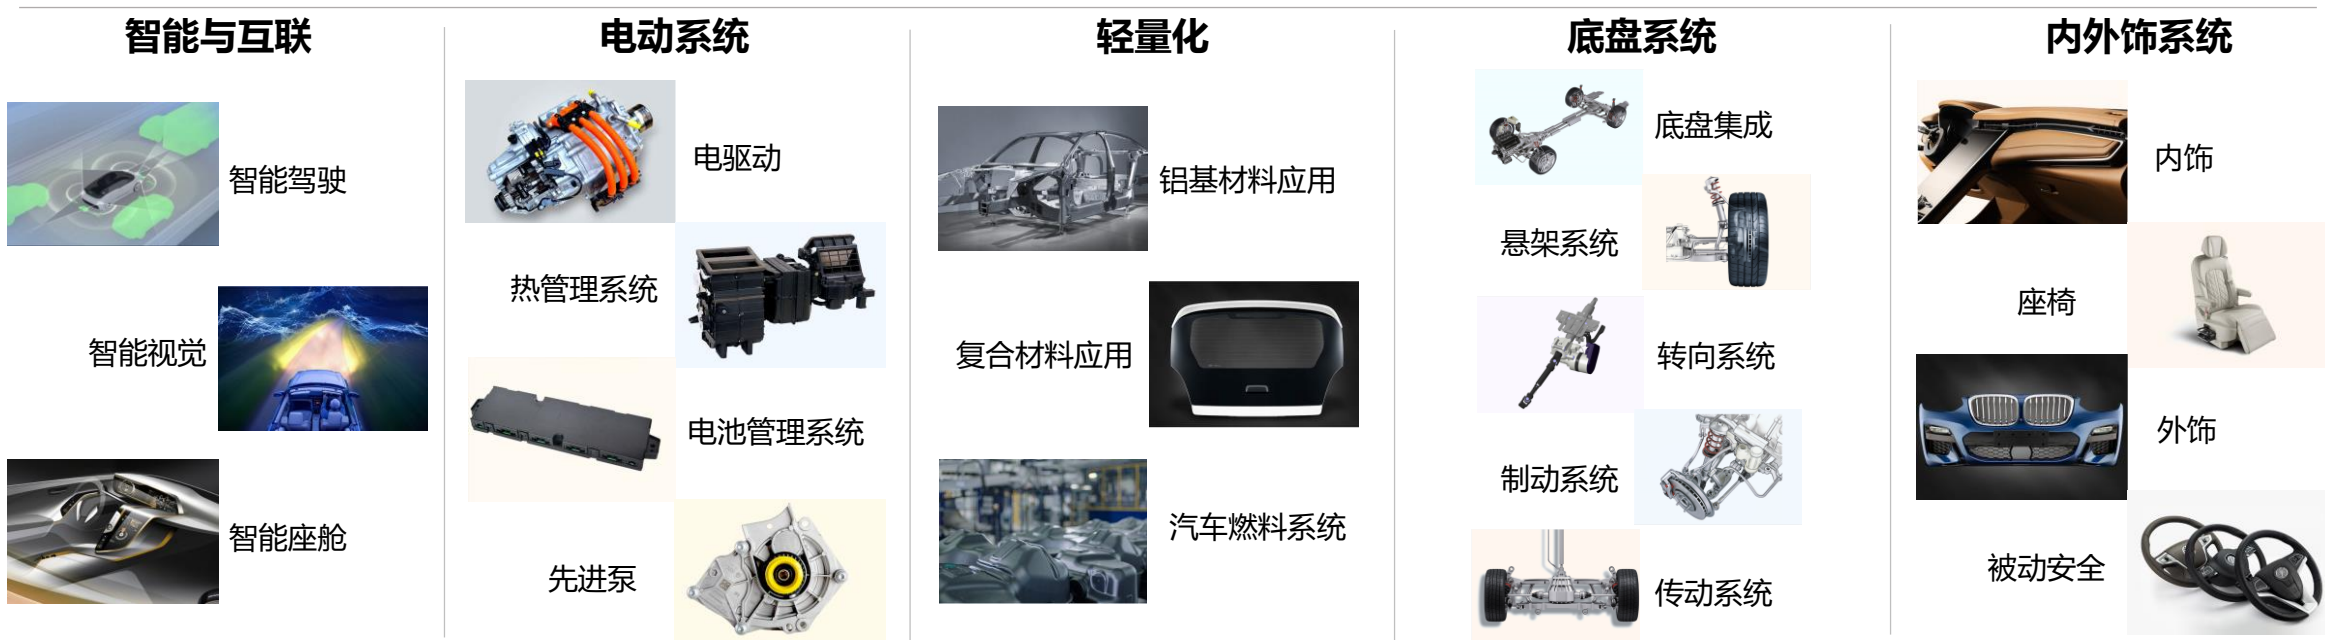 智能与互联
智能驾驶
智能视觉
智能座舱
电动系统
电驱动
热管理系统
电池管理系统
先进泵
轻量化
铝基材料应用
复合材料应用
汽车燃料系统
底盘系统
底盘集成
悬架系统
转向系统
制动系统
传动系统
内外饰系统
内饰
座椅
外饰
被动安全